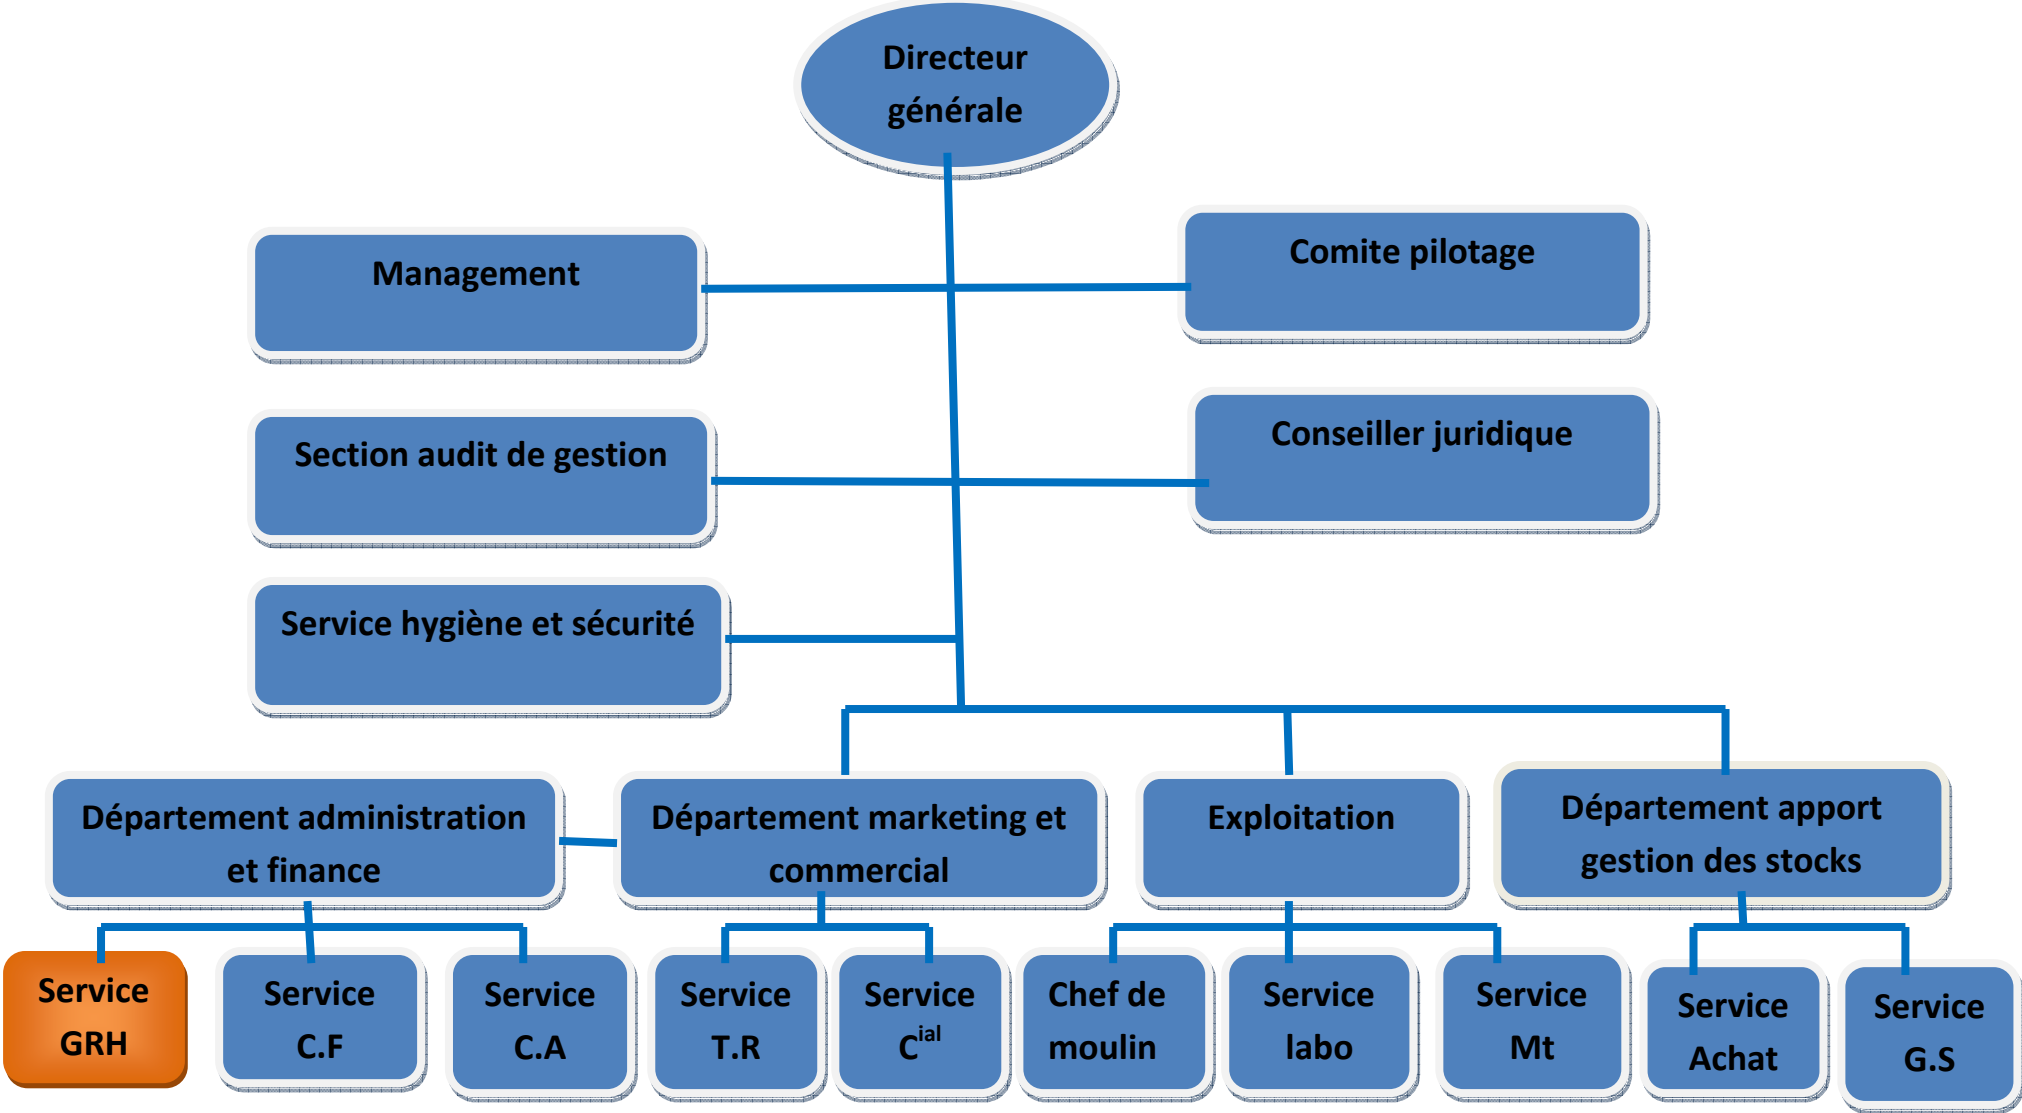 Directeur
générale
Management
Comite pilotage
Section audit de gestion
Conseiller juridique
Service hygiène et sécurité
Département administration
et finance
Département marketing et
commercial
Exploitation
Département apport
gestion des stocks
Service
GRH
Service
C.F
Service
C.A
Service
T.R
Service
Cial
Chef de
moulin
Service
labo
Service
Mt
Service
Achat
Service
G.S